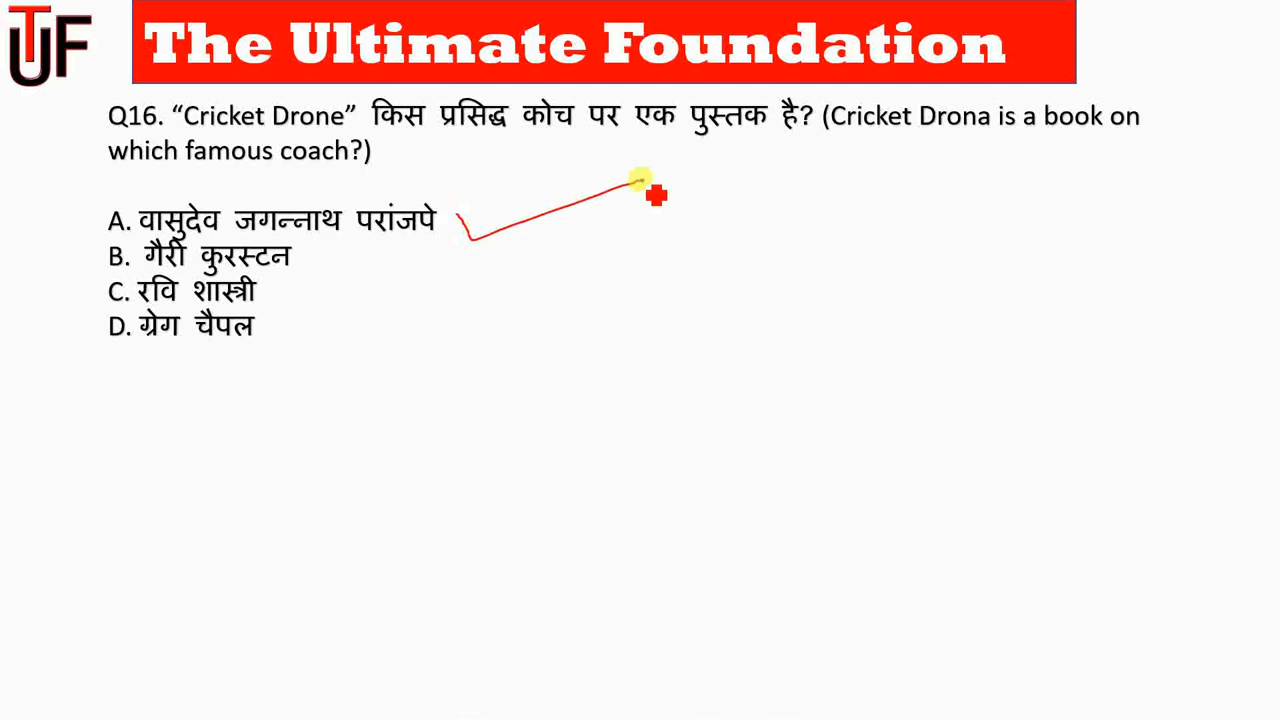 TUF
The Ultimate Foundation
Q16. “Cricket Drone” किस प्रसिद्ध कोच पर एक पुस्तक है? (Cricket Drona is a book on
which famous coach?)
A. वासुदेव जगन्नाथ परांजपे
B. गैरी कुरस्टन
C. रवि शास्त्री
D. ग्रेग चैपल